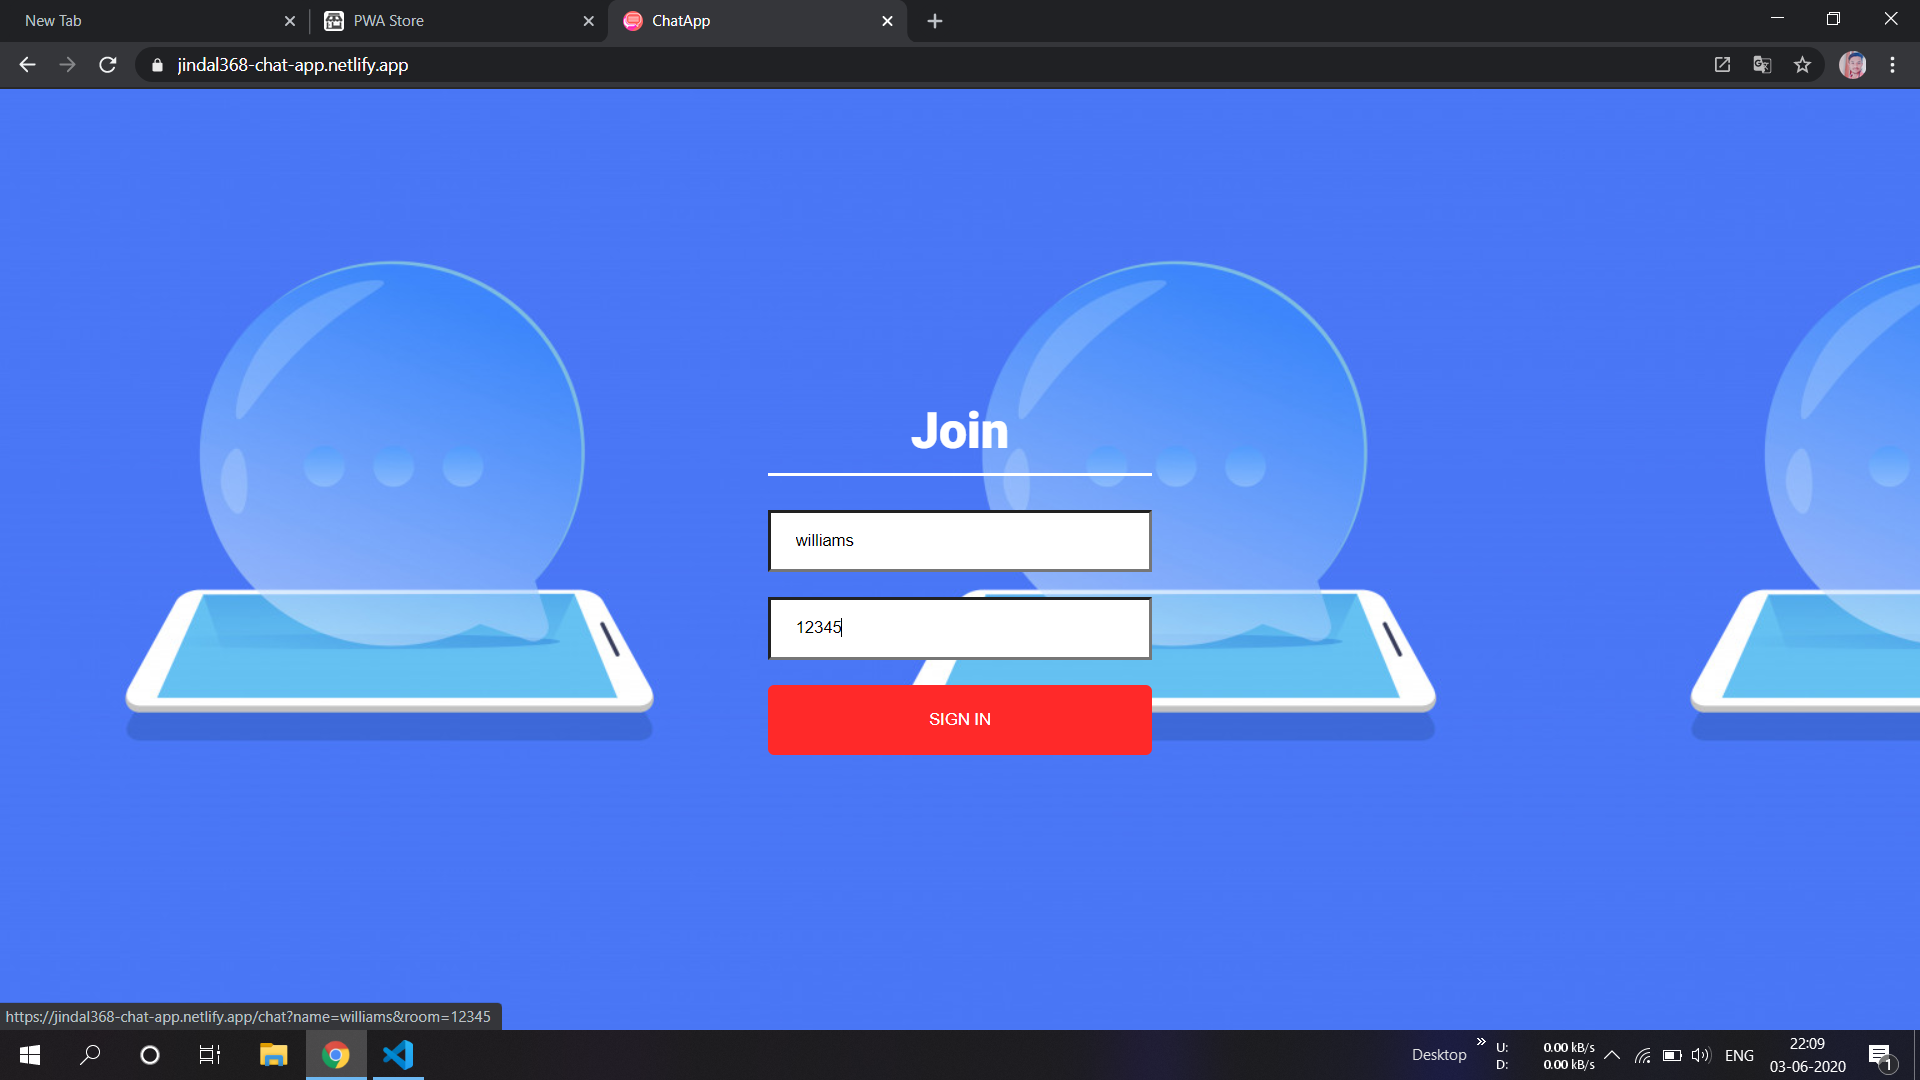 New Tab
PWA Store
ChatApp
jindal368-chat-app.netlify.app
Join
williams
12345
SIGN IN
https://jindal368-chat-app.netlify.app/chat?name=williams&room=12345
Desktop
»
U: 0.00 kB/s
D: 0.00 kB/s
ENG
22:09
03-06-2020
1